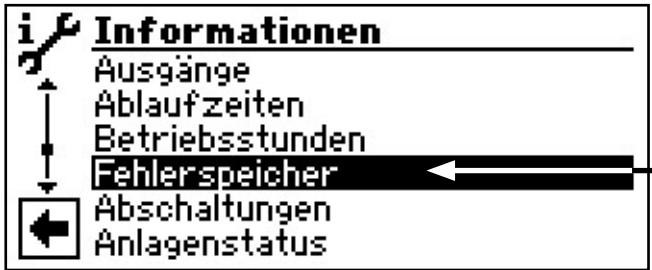 Informationen
Ausgänge
Ablaufzeiten
Betriebsstunden
Fehlerspeicher
Abschaltungen
Anlagenstatus